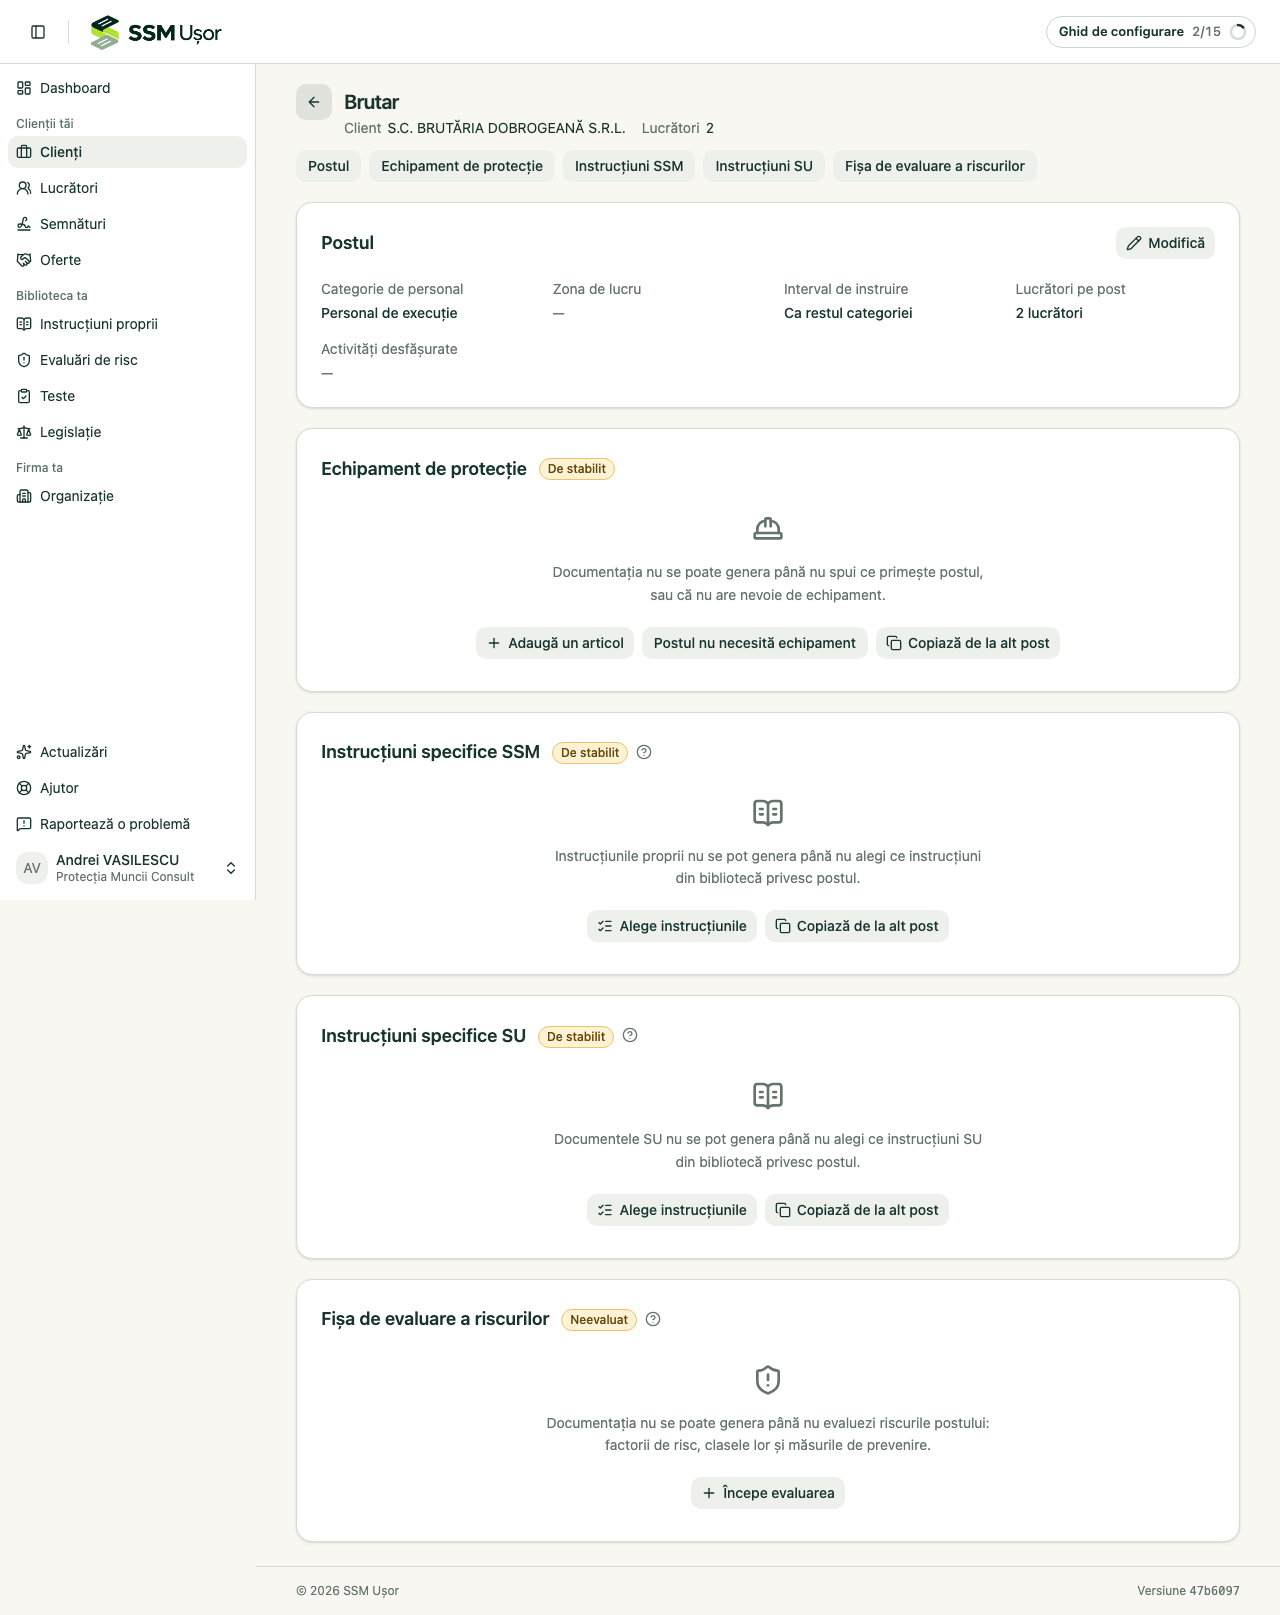 SSM Ușor
Ghid de configurare 2/15
Dashboard
Clienții tăi
Clienți
Lucrători
Semnături
Oferte
Biblioteca ta
Instrucțiuni proprii
Evaluări de risc
Teste
Legislație
Firma ta
Organizație
Actualizări
Ajutor
Raportează o problemă
AV
Andrei VASILESCU
Protecția Muncii Consult
Brutar
Client S.C. BRUTĂRIA DOBROGEANĂ S.R.L. Lucrători 2
Postul Echipament de protecție Instrucțiuni SSM Instrucțiuni SU Fișa de evaluare a riscurilor
Postul
Modifică
Categorie de personal Zona de lucru Interval de instruire Lucrători pe post
Personal de execuție — Ca restul categoriei 2 lucrători
Activități desfășurate
—
Echipament de protecție De stabilit
Documentația nu se poate genera până nu spui ce primește postul,
sau că nu are nevoie de echipament.
Adaugă un articol Postul nu necesită echipament Copiază de la alt post
Instrucțiuni specifice SSM De stabilit
Instrucțiunile proprii nu se pot genera până nu alegi ce instrucțiuni
din bibliotecă privesc postul.
Alege instrucțiunile Copiază de la alt post
Instrucțiuni specifice SU De stabilit
Documentele SU nu se pot genera până nu alegi ce instrucțiuni SU
din bibliotecă privesc postul.
Alege instrucțiunile Copiază de la alt post
Fișa de evaluare a riscurilor Neevaluat
Documentația nu se poate genera până nu evaluezi riscurile postului:
factorii de risc, clasele lor și măsurile de prevenire.
Începe evaluarea
© 2026 SSM Ușor
Versiune 47b6097